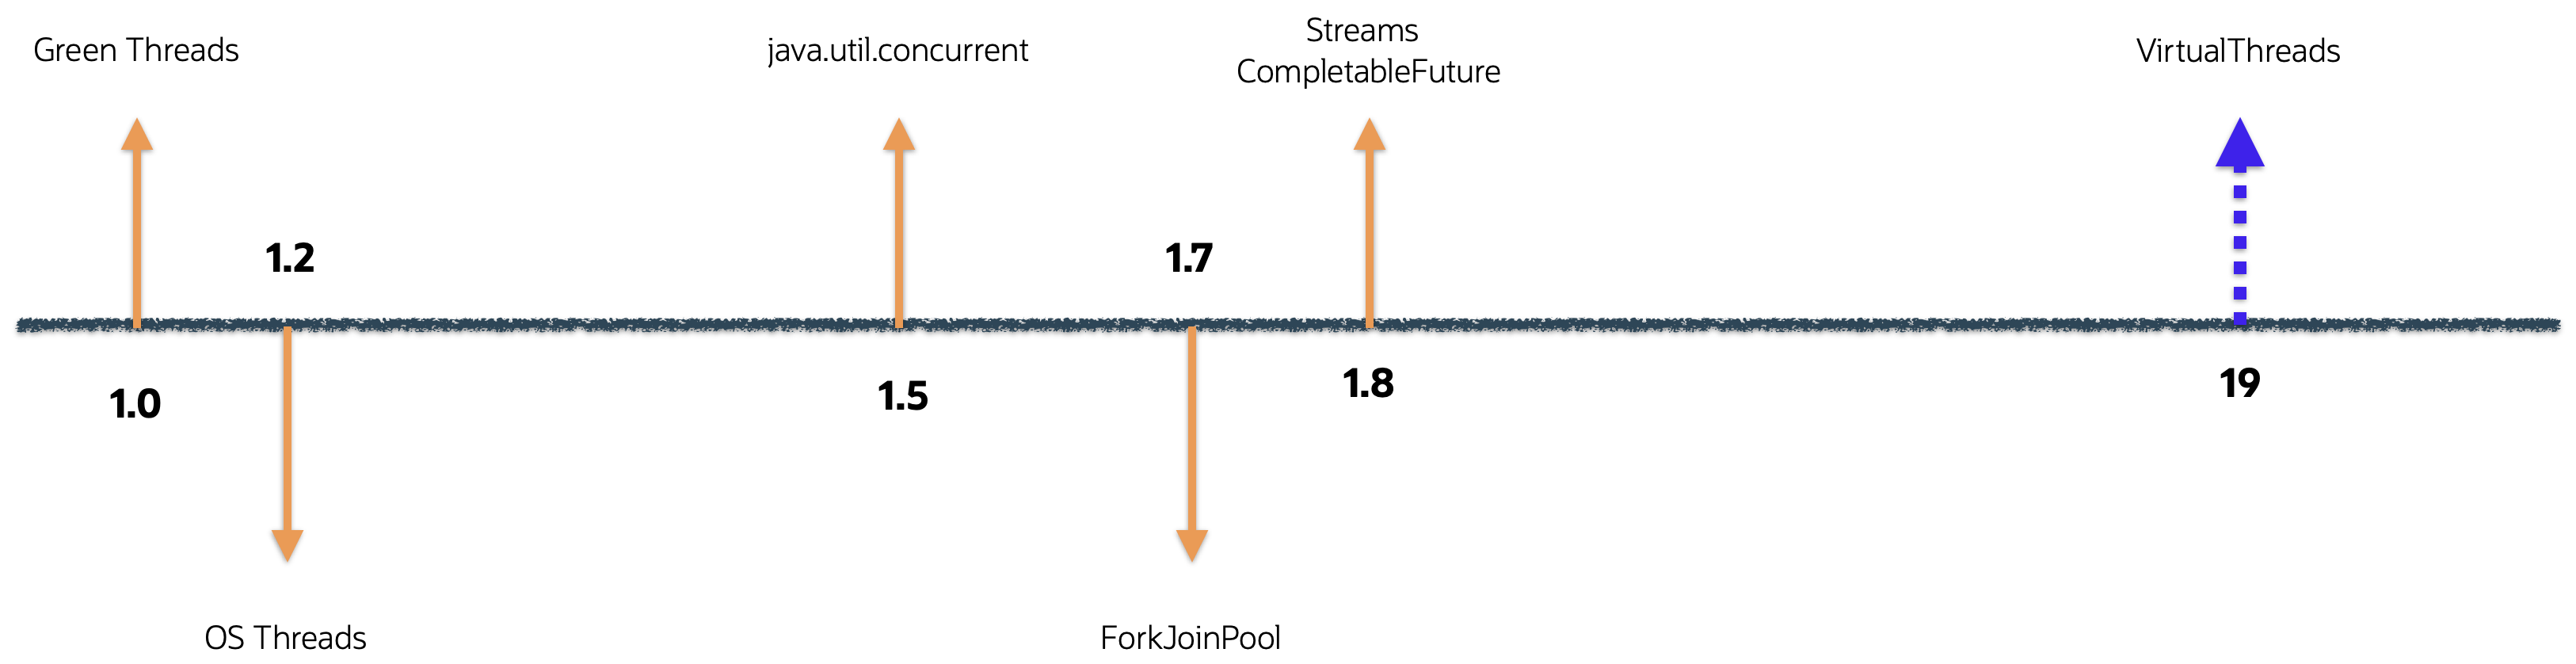 Green Threads
java.util.concurrent
Streams
CompletableFuture
VirtualThreads
1.2
1.7
1.0
1.5
1.8
19
OS Threads
ForkJoinPool